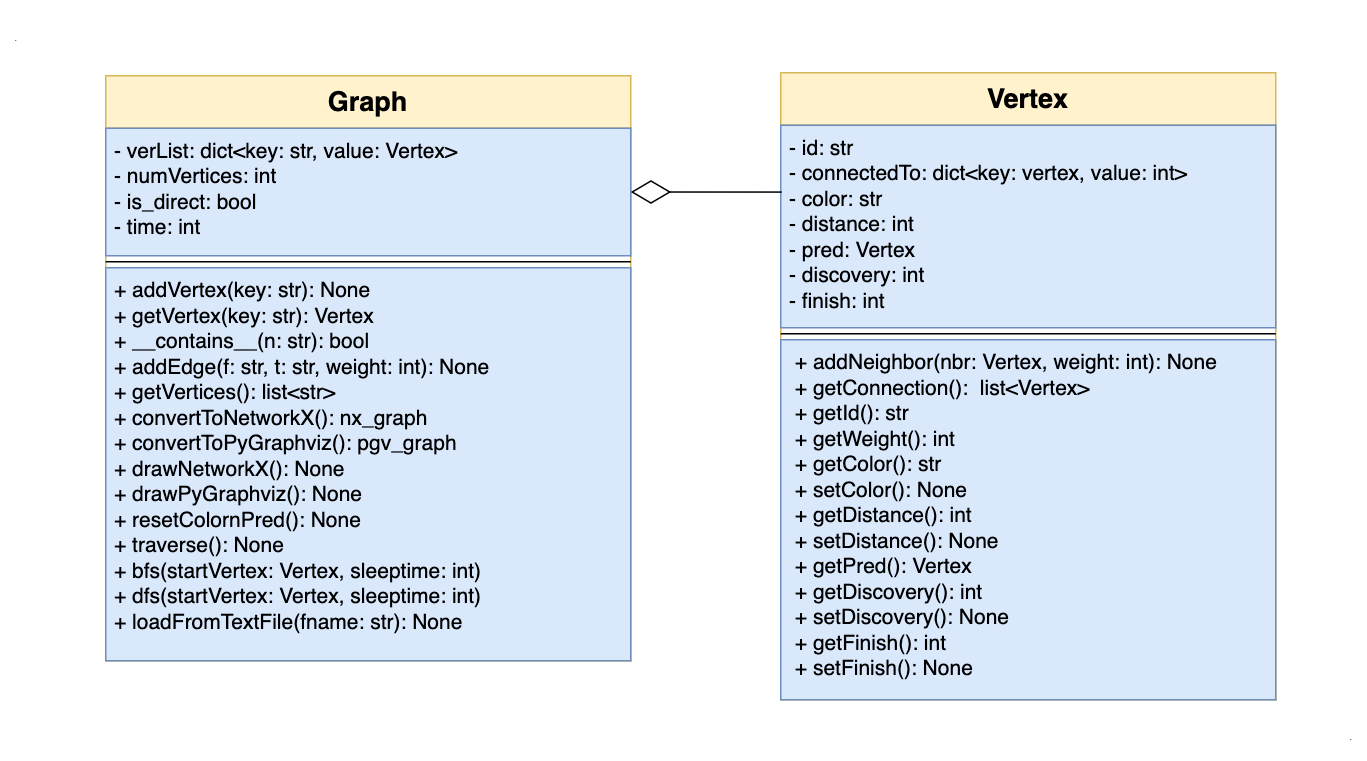 Graph
- verList: dict<key: str, value: Vertex>
- numVertices: int
- is_direct: bool
- time: int
+ addVertex(key: str): None
+ getVertex(key: str): Vertex
+ __contains__(n: str): bool
+ addEdge(f: str, t: str, weight: int): None
+ getVertices(): list<str>
+ convertToNetworkX(): nx_graph
+ convertToPyGraphviz(): pgv_graph
+ drawNetworkX(): None
+ drawPyGraphviz(): None
+ resetColornPred(): None
+ traverse(): None
+ bfs(startVertex: Vertex, sleeptime: int)
+ dfs(startVertex: Vertex, sleeptime: int)
+ loadFromTextFile(fname: str): None
Vertex
- id: str
- connectedTo: dict<key: vertex, value: int>
- color: str
- distance: int
- pred: Vertex
- discovery: int
- finish: int
+ addNeighbor(nbr: Vertex, weight: int): None
+ getConnection():  list<Vertex>
+ getId(): str
+ getWeight(): int
+ getColor(): str
+ setColor(): None
+ getDistance(): int
+ setDistance(): None
+ getPred(): Vertex
+ getDiscovery(): int
+ setDiscovery(): None
+ getFinish(): int
+ setFinish(): None